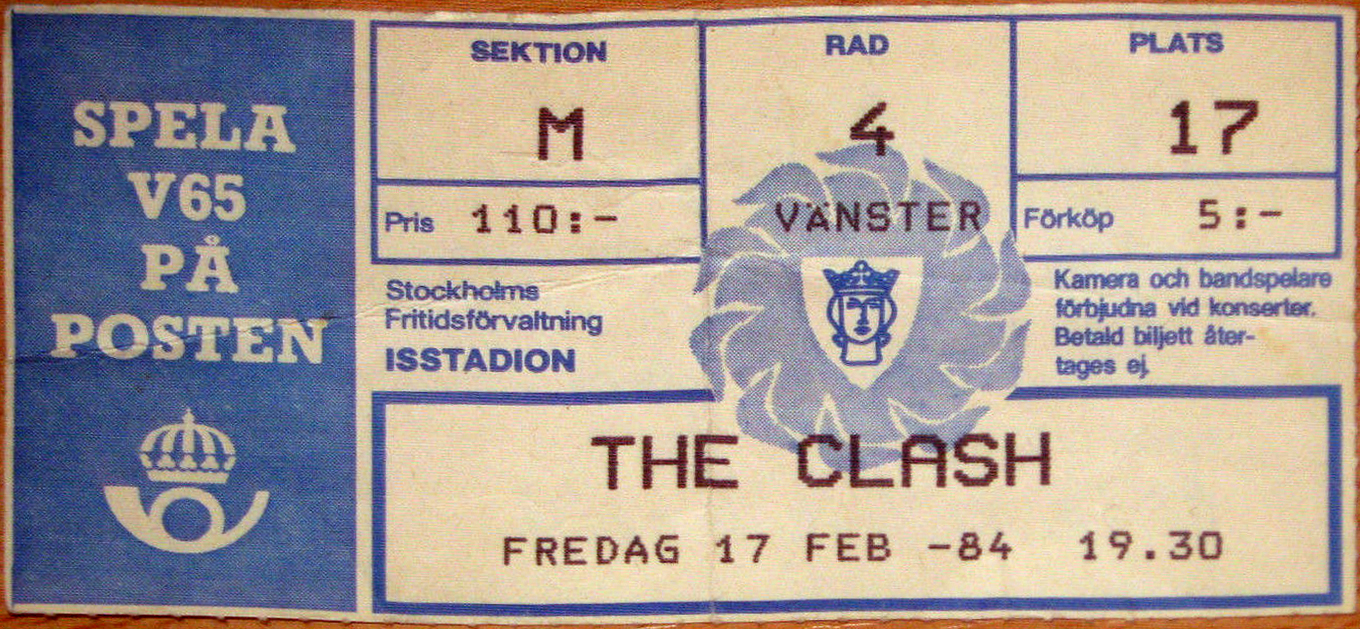 SPELA
V65
PÅ
POSTEN
SEKTION
M
RAD
4
PLATS
17
Pris 110:-
VÄNSTER
Förköp 5:-
Stockholms
Fritidsförvaltning
ISSTADION
Kamera och bandspelare
förbjudna vid konserter.
Betald biljett åter-
tages ej.
THE CLASH
FREDAG 17 FEB -84 19.30